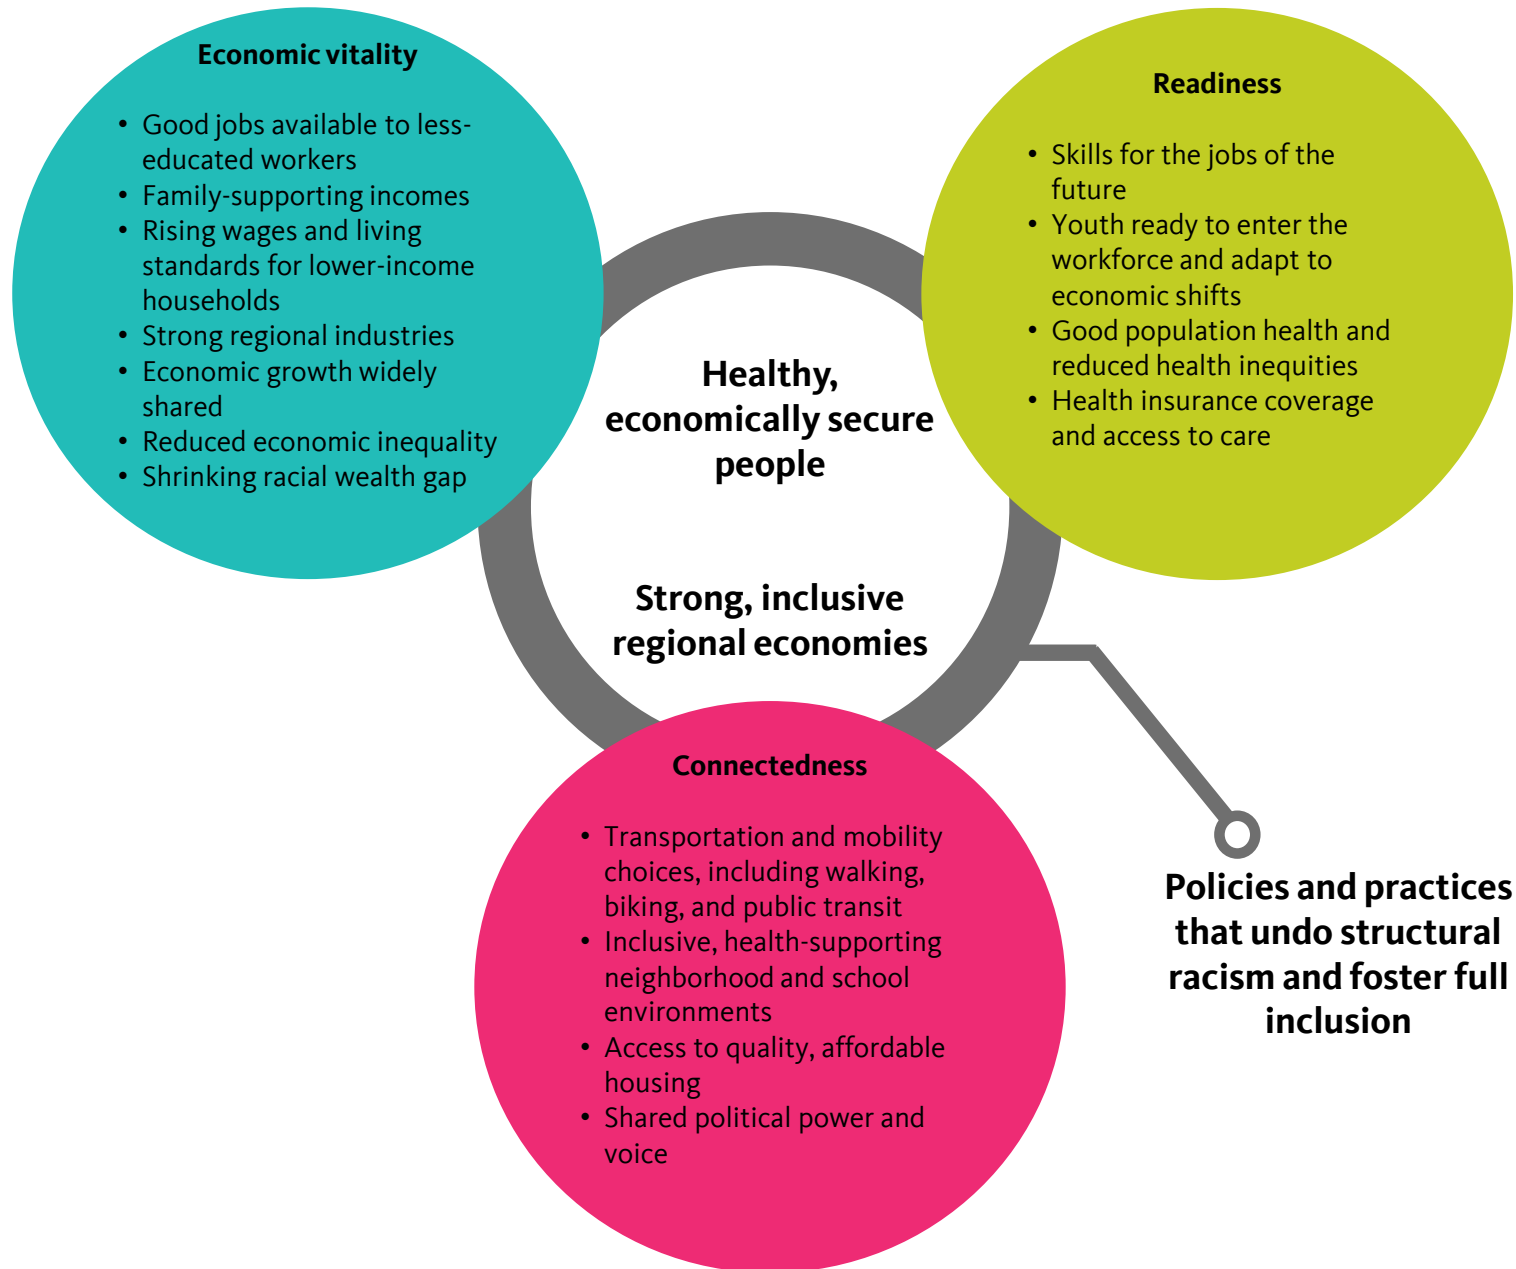 Economic vitality
• Good jobs available to less-
educated workers
• Family-supporting incomes
• Rising wages and living
standards for lower-income
households
• Strong regional industries
• Economic growth widely
shared
• Reduced economic inequality
• Shrinking racial wealth gap
Readiness
• Skills for the jobs of the
future
• Youth ready to enter the
workforce and adapt to
economic shifts
• Good population health and
reduced health inequities
• Health insurance coverage
and access to care
Healthy,
economically secure
people
Strong, inclusive
regional economies
Connectedness
• Transportation and mobility
choices, including walking,
biking, and public transit
• Inclusive, health-supporting
neighborhood and school
environments
• Access to quality, affordable
housing
• Shared political power and
voice
Policies and practices
that undo structural
racism and foster full
inclusion